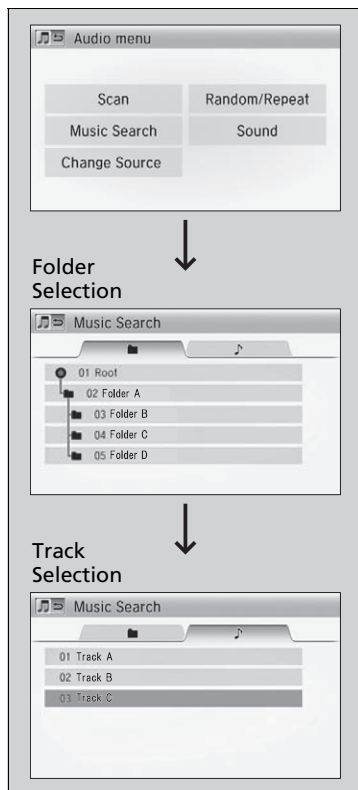 Audio menu
Scan Random/Repeat
Music Search Sound
Change Source
Folder
Selection
Music Search
01 Root
02 Folder A
03 Folder B
04 Folder C
05 Folder D
Track
Selection
Music Search
01 Track A
02 Track B
03 Track C